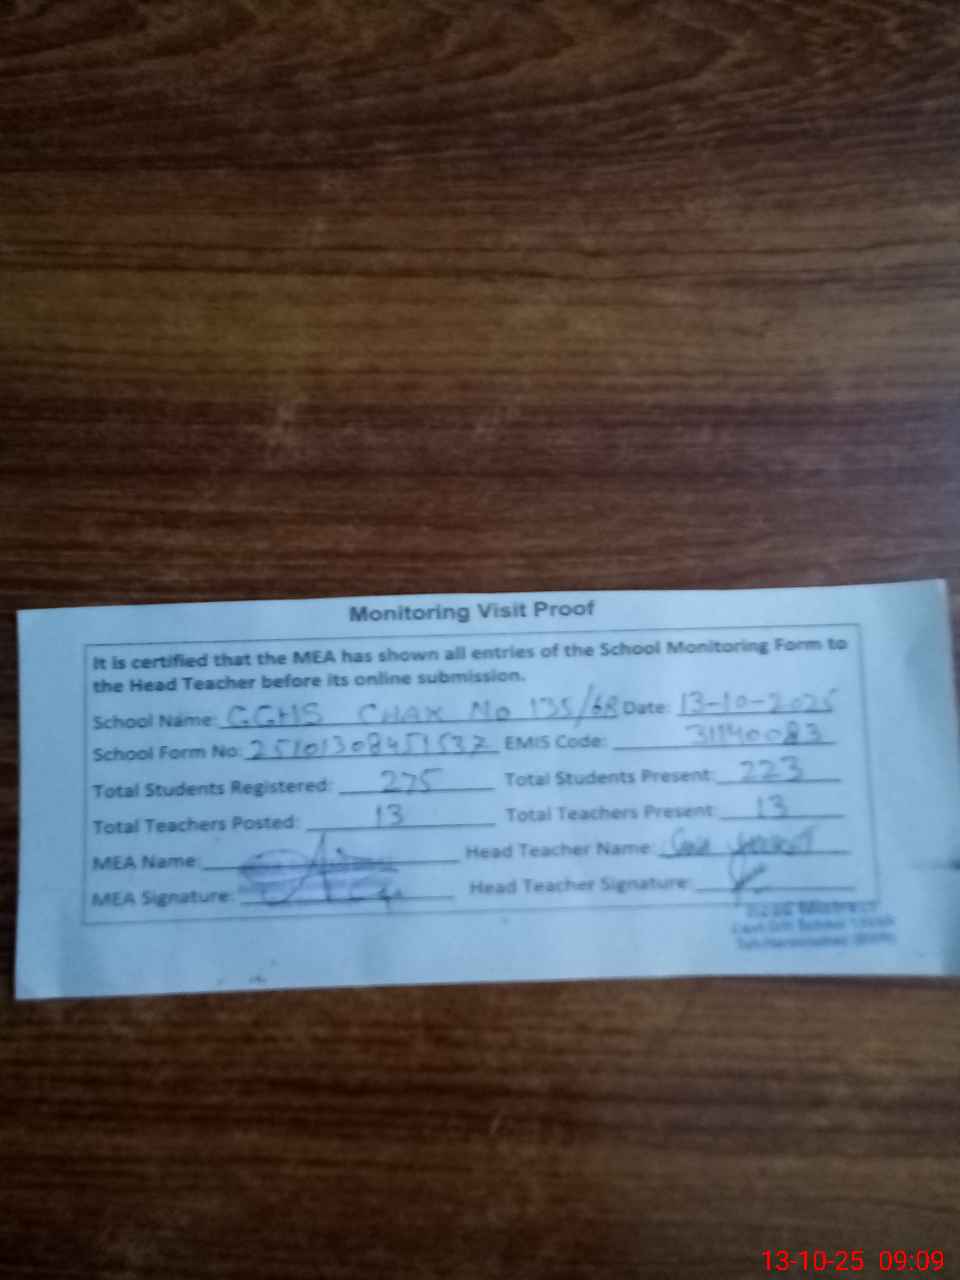 Monitoring Visit Proof
It is certified that the MEA has shown all entries of the School Monitoring Form to
the Head Teacher before its online submission.
School Name: GGHS CHAK No 135/6R Date: 13-10-2025
School Form No: EMIS Code: 31140083
Total Students Registered: 275 Total Students Present: 223
Total Teachers Posted: 13 Total Teachers Present: 13
MEA Name: Head Teacher Name:
MEA Signature: Head Teacher Signature:
Head Mistress
13-10-25 09:09